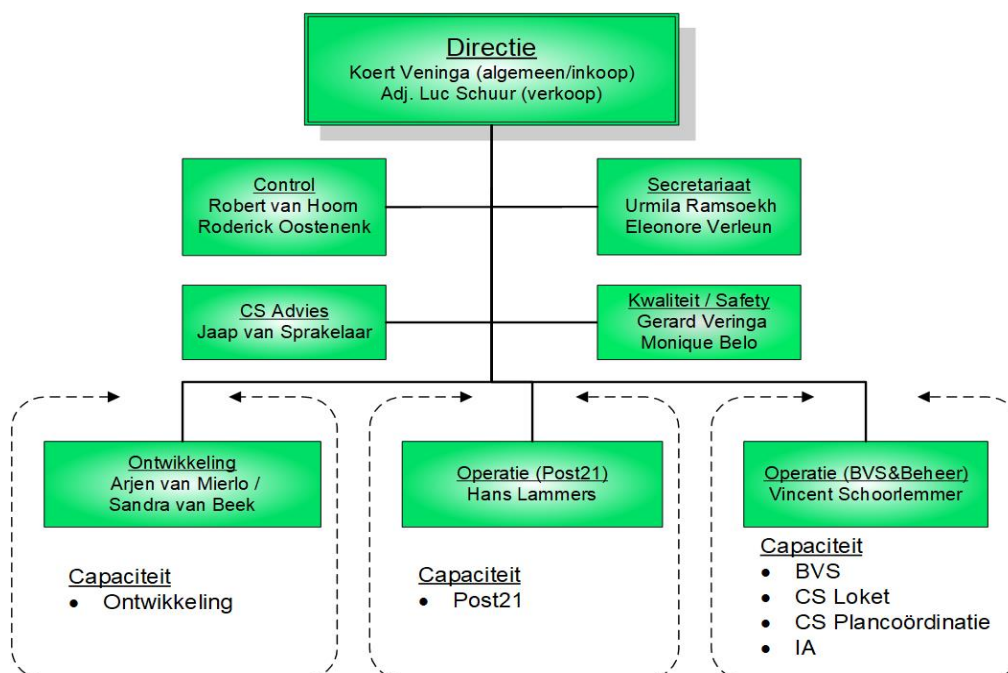 Directie
Koert Veninga (algemeen/inkoop)
Adj. Luc Schuur (verkoop)
Control
Robert van Hoorn
Roderick Oostenenk
Secretariaat
Urmila Ramsoekh
Eleonore Verleun
CS Advies
Jaap van Sprakelaar
Kwaliteit / Safety
Gerard Veringa
Monique Belo
Ontwikkeling
Arjen van Mierlo /
Sandra van Beek
Operatie (Post21)
Hans Lammers
Operatie (BVS&Beheer)
Vincent Schoorlemmer
Capaciteit
• Ontwikkeling
Capaciteit
• Post21
Capaciteit
• BVS
• CS Loket
• CS Plancoördinatie
• IA